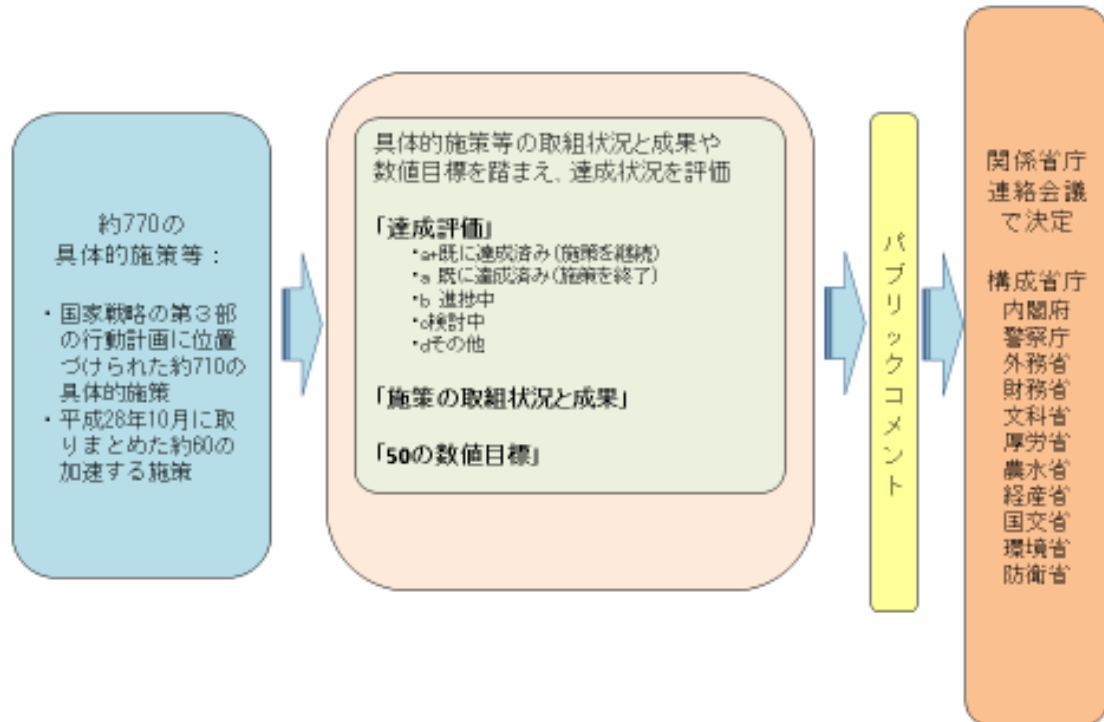 約770の
具体的施策等：
・国家戦略の第３部
の行動計画に位置
づけられた約710の
具体的施策
・平成28年10月に取
りまとめた約60の
加速する施策
具体的施策等の取組状況と成果や
数値目標を踏まえ、達成状況を評価
「達成評価」
・a+既に達成済み（施策を継続）
・a 既に達成済み（施策を終了）
・b 進捗中
・c検討中
・dその他
「施策の取組状況と成果」
「50の数値目標」
パブリックコメント
関係省庁
連絡会議
で決定
構成省庁
内閣府
警察庁
外務省
財務省
文科省
厚労省
農水省
経産省
国交省
環境省
防衛省